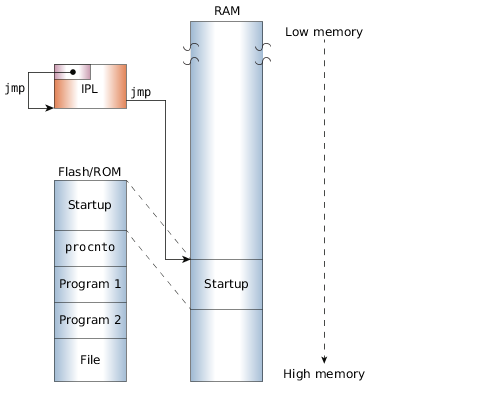 RAM
Low memory
jmp
IPL
jmp
Flash/ROM
Startup
procnto
Program 1
Startup
Program 2
File
High memory